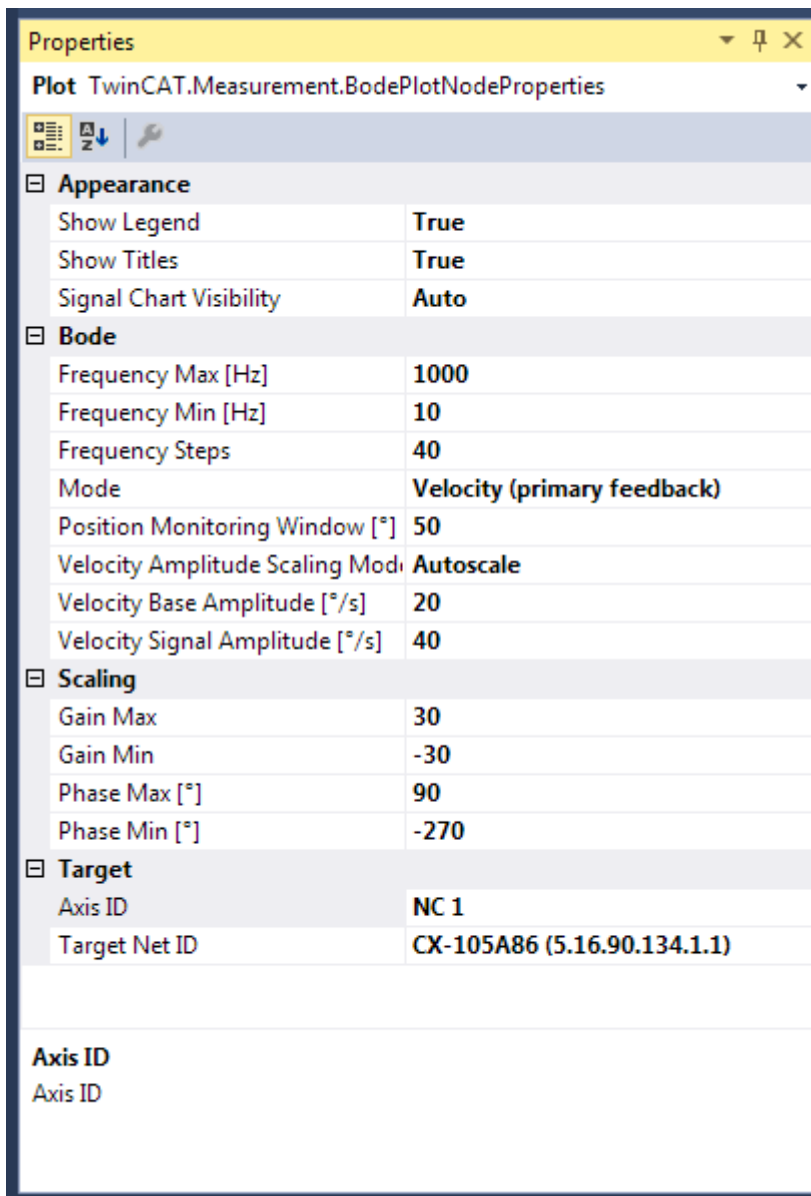 Properties
Plot TwinCAT.Measurement.BodePlotNodeProperties
Appearance
Show Legend True
Show Titles True
Signal Chart Visibility Auto
Bode
Frequency Max [Hz] 1000
Frequency Min [Hz] 10
Frequency Steps 40
Mode Velocity (primary feedback)
Position Monitoring Window [°] 50
Velocity Amplitude Scaling Mod Autoscale
Velocity Base Amplitude [°/s] 20
Velocity Signal Amplitude [°/s] 40
Scaling
Gain Max 30
Gain Min -30
Phase Max [°] 90
Phase Min [°] -270
Target
Axis ID NC 1
Target Net ID CX-105A86 (5.16.90.134.1.1)
Axis ID
Axis ID